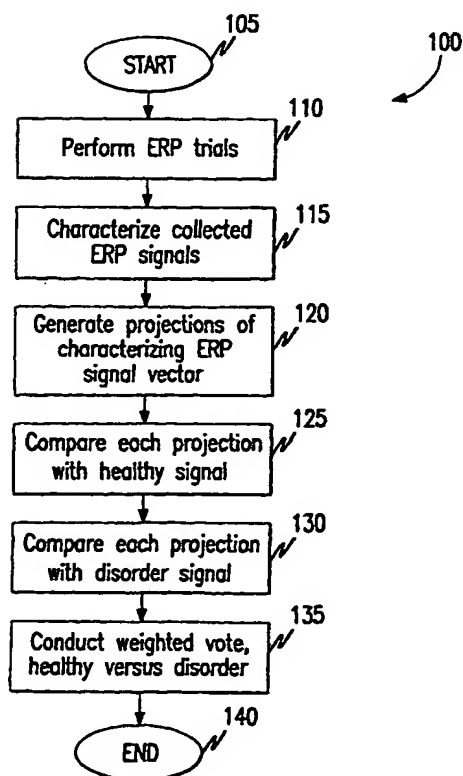 105
START
100
110
Perform ERP trials
115
Characterize collected
ERP signals
120
Generate projections of
characterizing ERP
signal vector
125
Compare each projection
with healthy signal
130
Compare each projection
with disorder signal
135
Conduct weighted vote,
healthy versus disorder
140
END